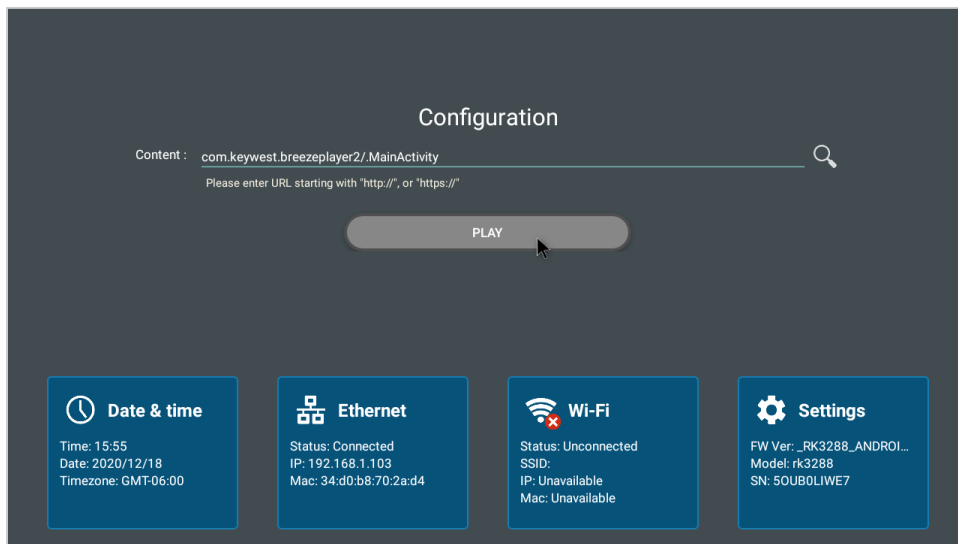 Configuration
Content : com.keywest.breezeplayer2/.MainActivity
Please enter URL starting with "http://", or "https://"
PLAY
Date & time
Time: 15:55
Date: 2020/12/18
Timezone: GMT-06:00
Ethernet
Status: Connected
IP: 192.168.1.103
Mac: 34:d0:b8:70:2a:d4
Wi-Fi
Status: Unconnected
SSID:
IP: Unavailable
Mac: Unavailable
Settings
FW Ver: _RK3288_ANDROI...
Model: rk3288
SN: 5OUB0LIWE7